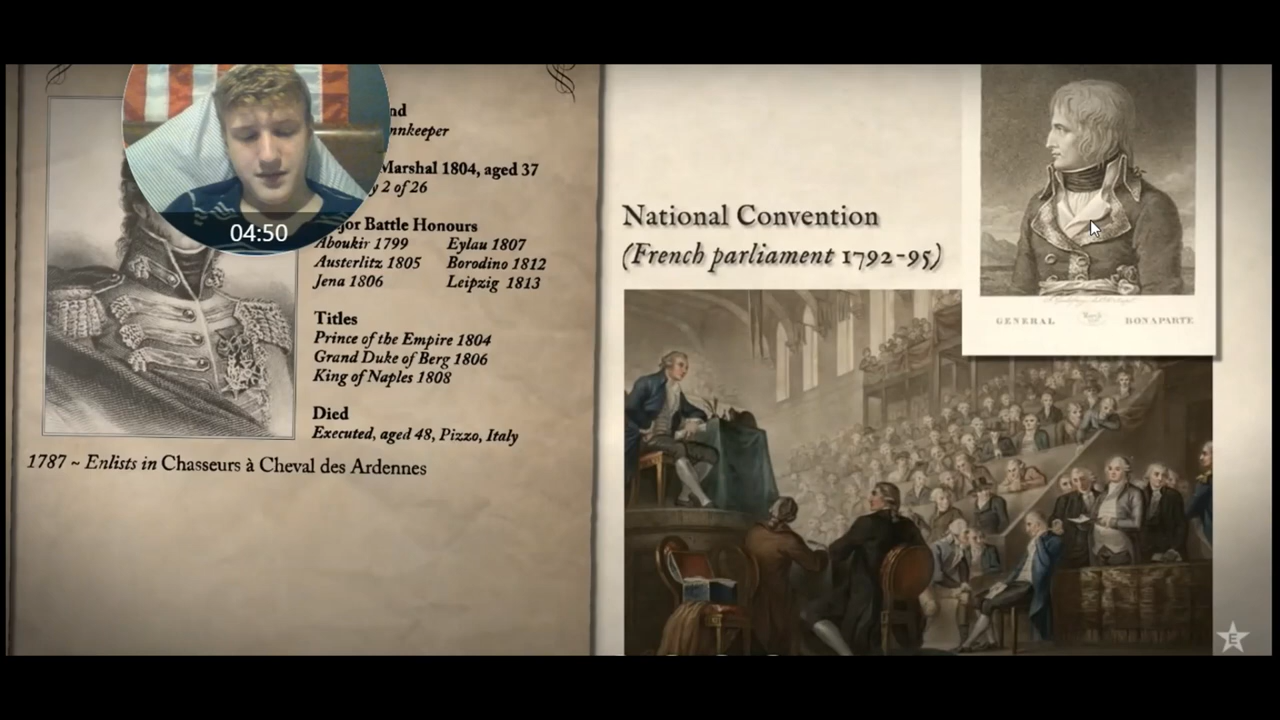 nnkeeper
Marshal 1804, aged 37
2 of 26
Battle Honours
Aboukir 1799 Eylau 1807
Austerlitz 1805 Borodino 1812
Jena 1806 Leipzig 1813
Titles
Prince of the Empire 1804
Grand Duke of Berg 1806
King of Naples 1808
Died
Executed, aged 48, Pizzo, Italy
1787 ~ Enlists in Chasseurs à Cheval des Ardennes
04:50
National Convention
(French parliament 1792-95)
GENERAL BONAPARTE
E